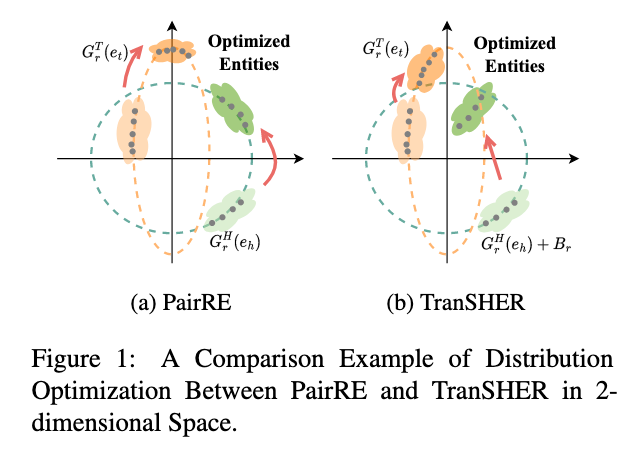 G_r^T(e_t)
Optimized
Entities
G_r^H(e_h)
(a) PairRE
G_r^T(e_t)
Optimized
Entities
G_r^H(e_h) + B_r
(b) TranSHER
Figure 1: A Comparison Example of Distribution
Optimization Between PairRE and TranSHER in 2-
dimensional Space.